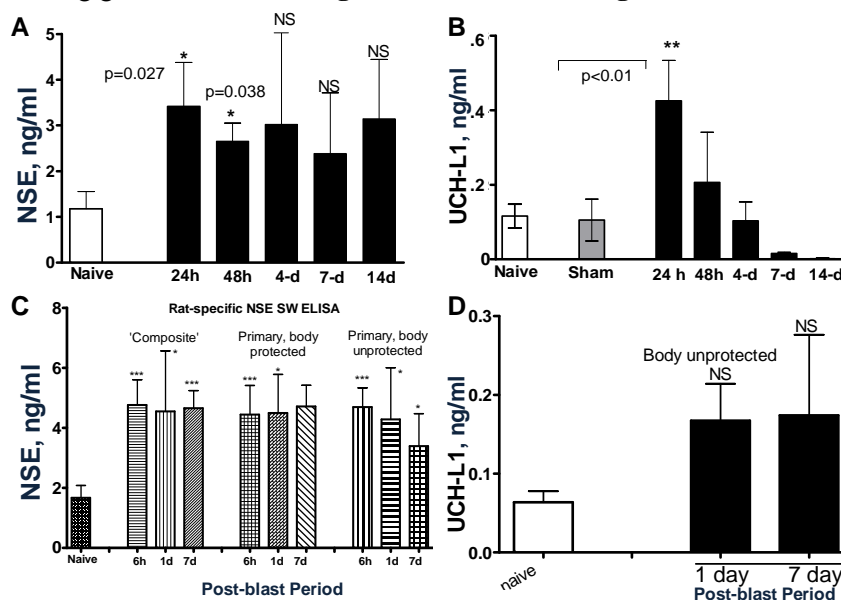 A
NSE, ng/ml
5
4
3
2
1
0
p=0.027
*
p=0.038
*
NS
NS
NS
Naive
24h
48h
4-d
7-d
14d
B
UCH-L1, ng/ml
.6
.4
.2
0
p<0.01
**
Naive
Sham
24 h
48h
4-d
7-d
14-d
C
Rat-specific NSE SW ELISA
NSE, ng/ml
8
6
4
2
0
'Composite'
Primary, body
protected
Primary, body
unprotected
***
*
***
***
*
***
*
*
Naive
6h
1d
7d
6h
1d
7d
6h
1d
7d
Post-blast Period
D
UCH-L1, ng/ml
0.3
0.2
0.1
0.0
Body unprotected
NS
NS
naive
1 day
7 day
Post-blast Period